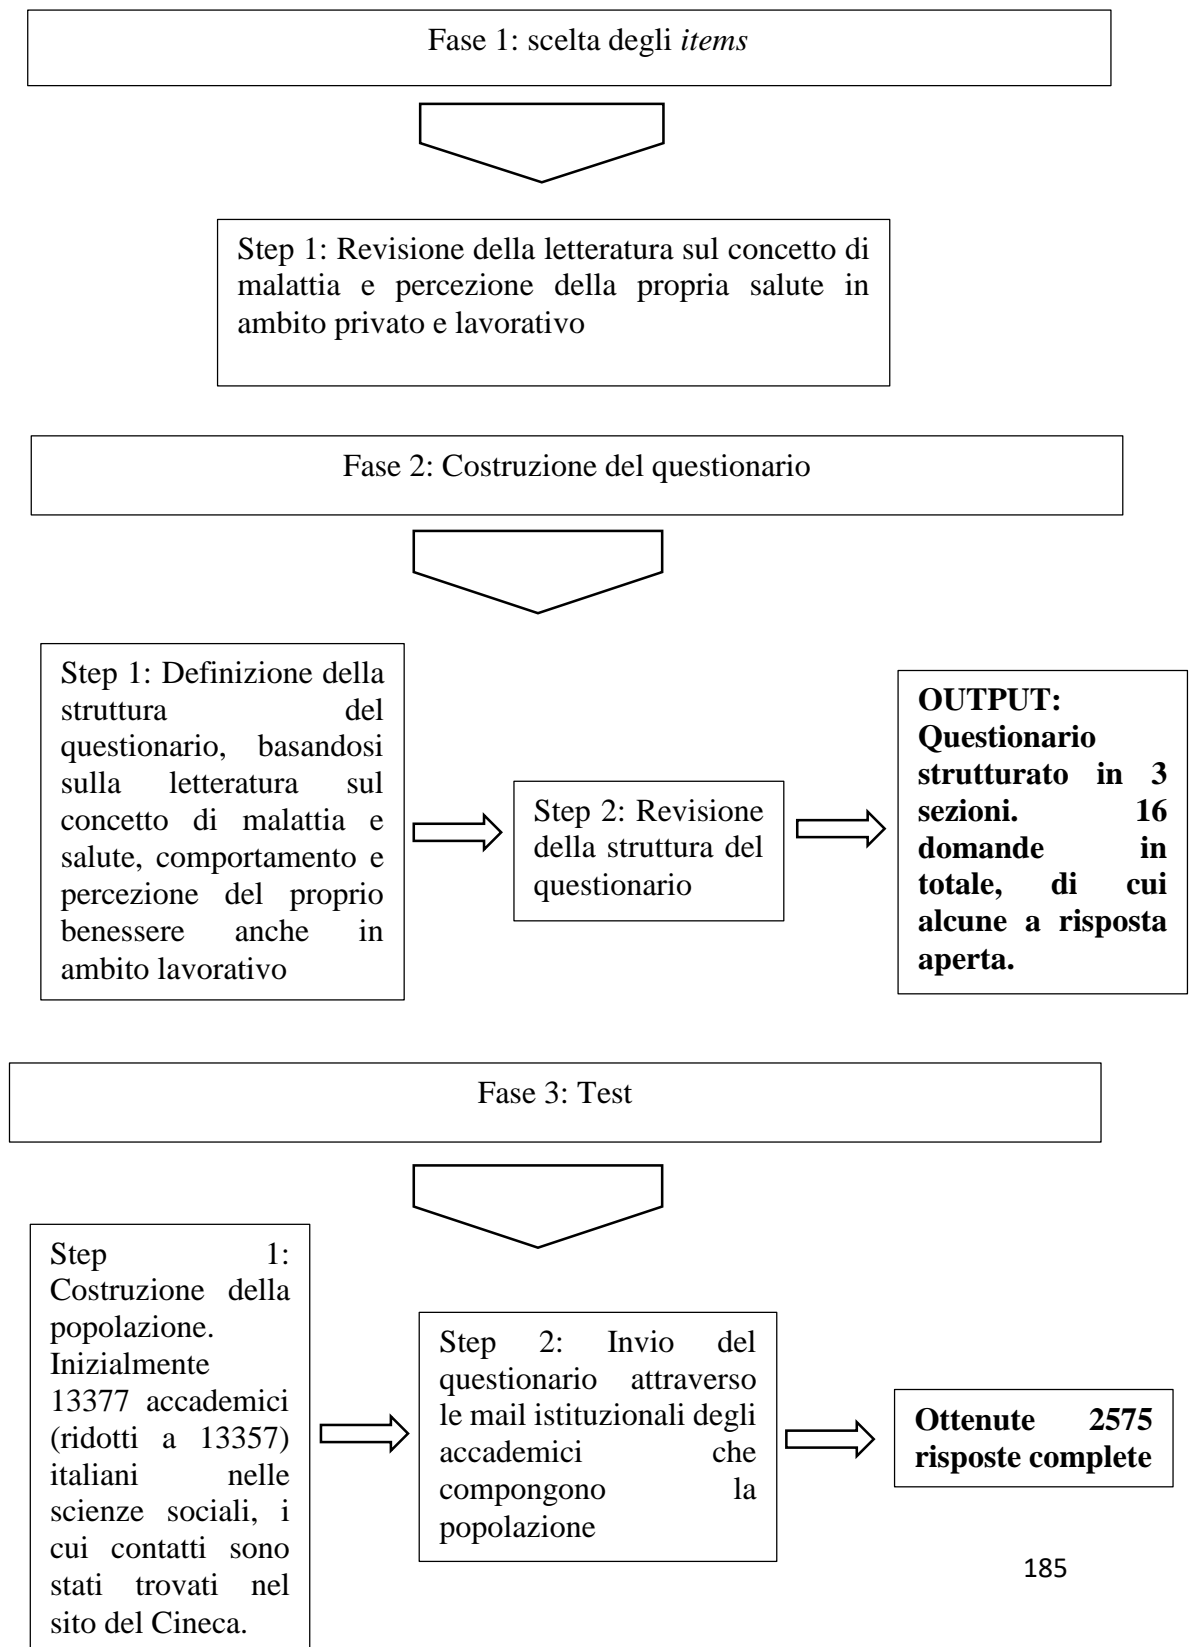 Fase 1: scelta degli items
Step 1: Revisione della letteratura sul concetto di
malattia e percezione della propria salute in
ambito privato e lavorativo
Fase 2: Costruzione del questionario
Step 1: Definizione della
struttura del
questionario, basandosi
sulla letteratura sul
concetto di malattia e
salute, comportamento e
percezione del proprio
benessere anche in
ambito lavorativo
Step 2: Revisione
della struttura del
questionario
OUTPUT:
Questionario
strutturato in 3
sezioni. 16
domande in
totale, di cui
alcune a risposta
aperta.
Fase 3: Test
Step 1:
Costruzione della
popolazione.
Inizialmente
13377 accademici
(ridotti a 13357)
italiani nelle
scienze sociali, i
cui contatti sono
stati trovati nel
sito del Cineca.
Step 2: Invio del
questionario attraverso
le mail istituzionali degli
accademici che
compongono la
popolazione
Ottenute 2575
risposte complete
185